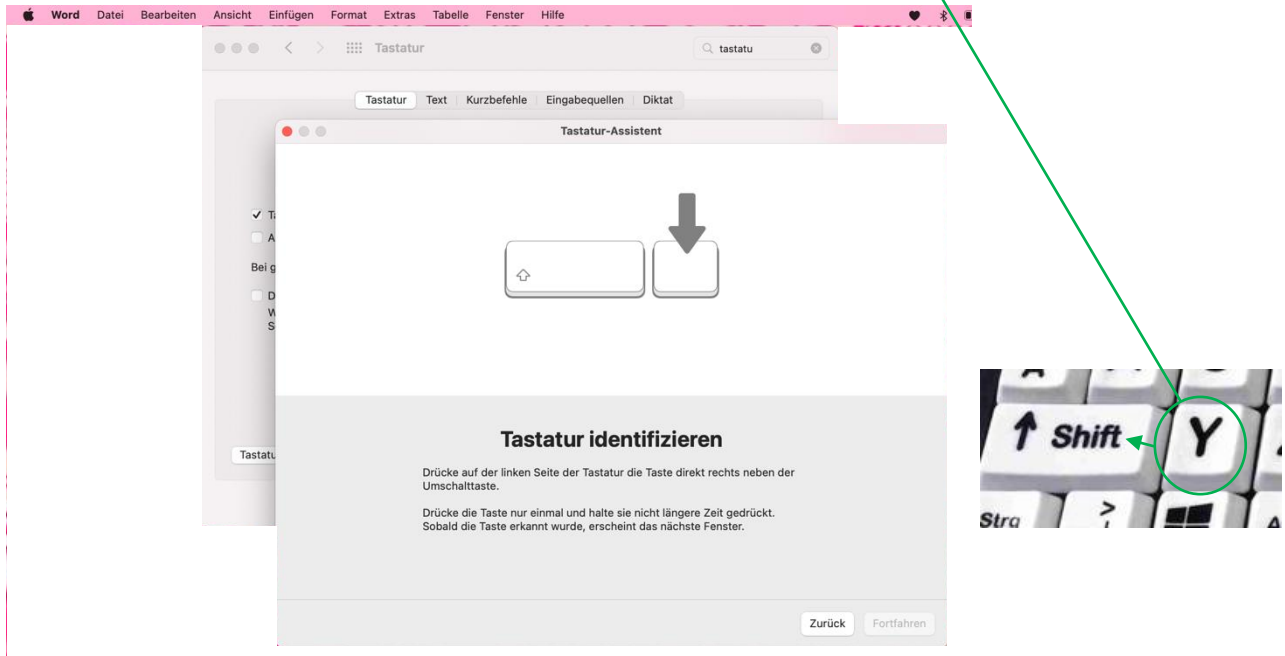 Word Datei Bearbeiten Ansicht Einfügen Format Extras Tabelle Fenster Hilfe
Tastatur
tastatu
Tastatur Text Kurzbefehle Eingabequellen Diktat
Tastatur-Assistent
A
Bei g
D
W
S
Tastatu
Tastatur identifizieren
Drücke auf der linken Seite der Tastatur die Taste direkt rechts neben der
Umschalttaste.
Drücke die Taste nur einmal und halte sie nicht längere Zeit gedrückt.
Sobald die Taste erkannt wurde, erscheint das nächste Fenster.
Zurück Fortfahren
↑ Shift Y
Strg >